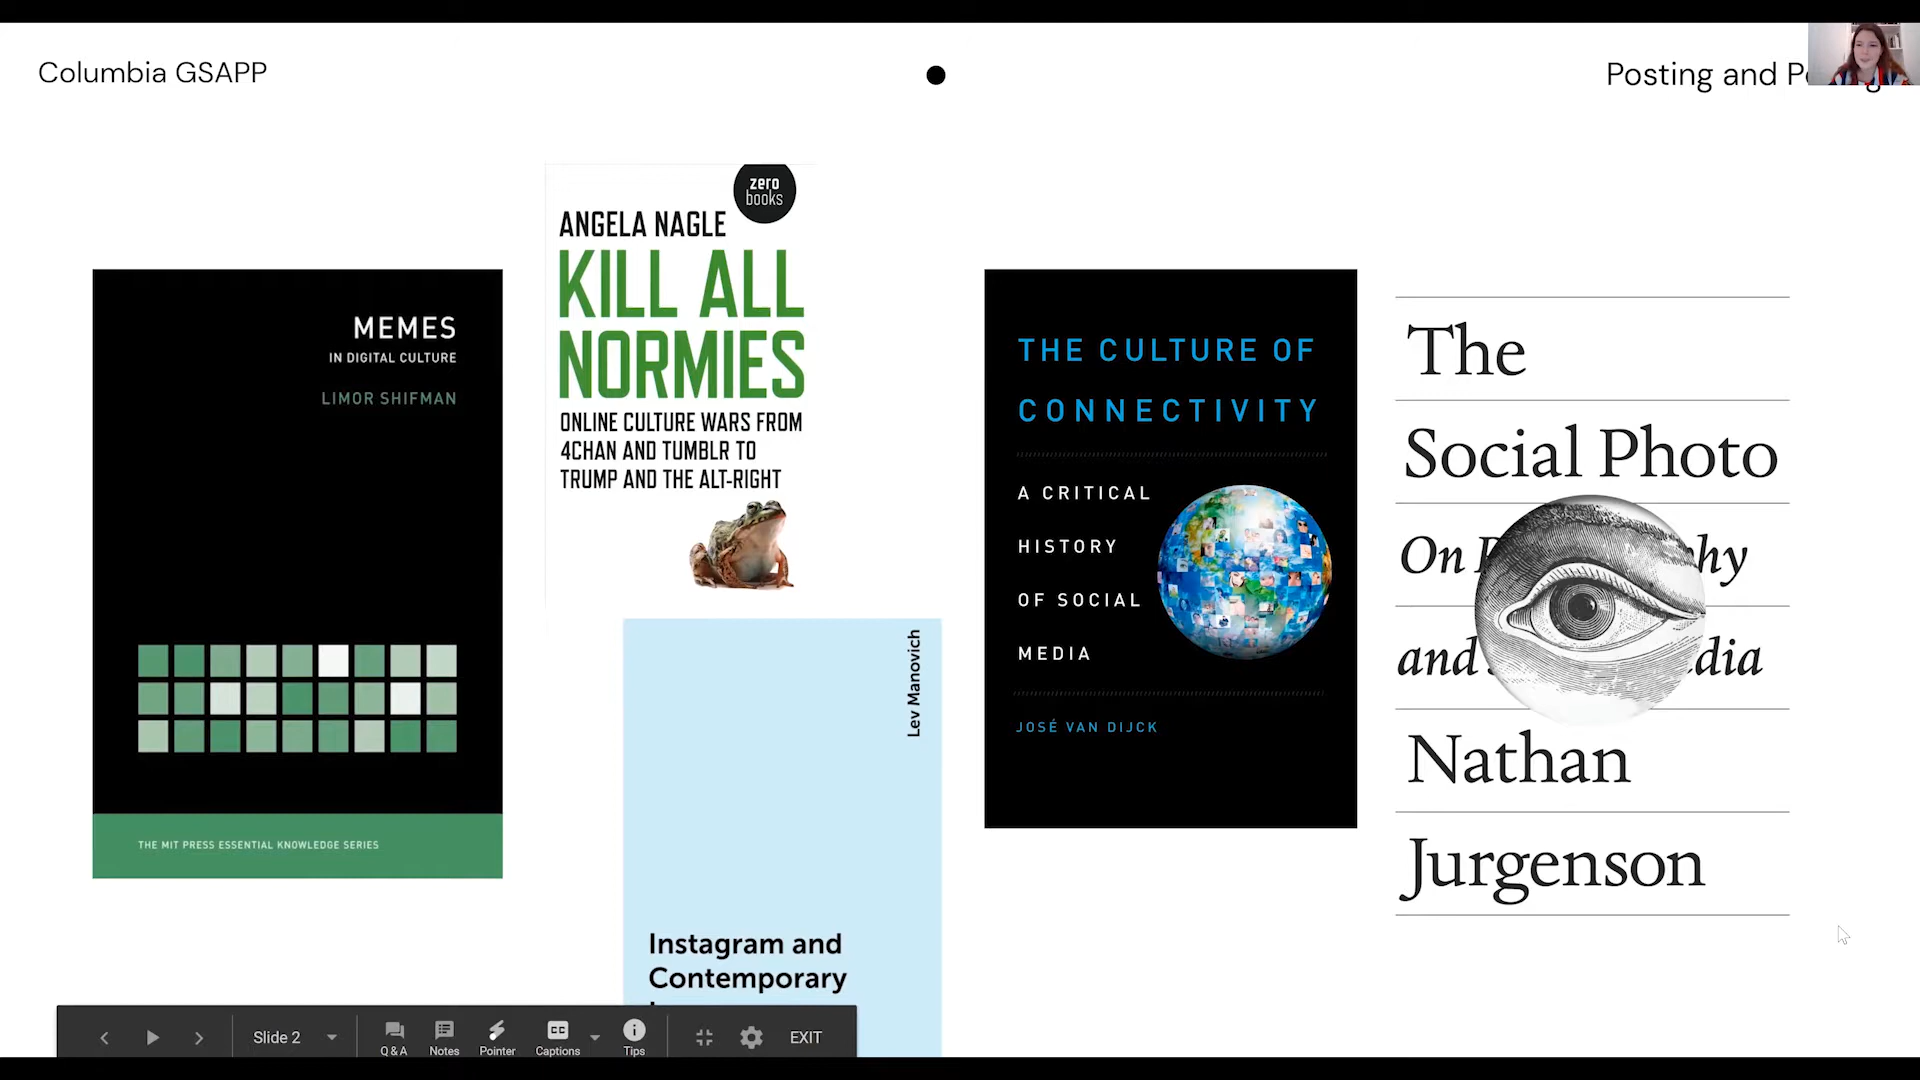 Columbia GSAPP
Posting and
MEMES
IN DIGITAL CULTURE
LIMOR SHIFMAN
THE MIT PRESS ESSENTIAL KNOWLEDGE SERIES
zero
books
ANGELA NAGLE
KILL ALL
NORMIES
ONLINE CULTURE WARS FROM
4CHAN AND TUMBLR TO
TRUMP AND THE ALT-RIGHT
Lev Manovich
Instagram and
Contemporary
THE CULTURE OF
CONNECTIVITY
A CRITICAL
HISTORY
OF SOCIAL
MEDIA
JOSÉ VAN DIJCK
The
Social Photo
On
and
Nathan
Jurgenson
Slide 2
Q&A
Notes
Pointer
CC
Captions
Tips
EXIT